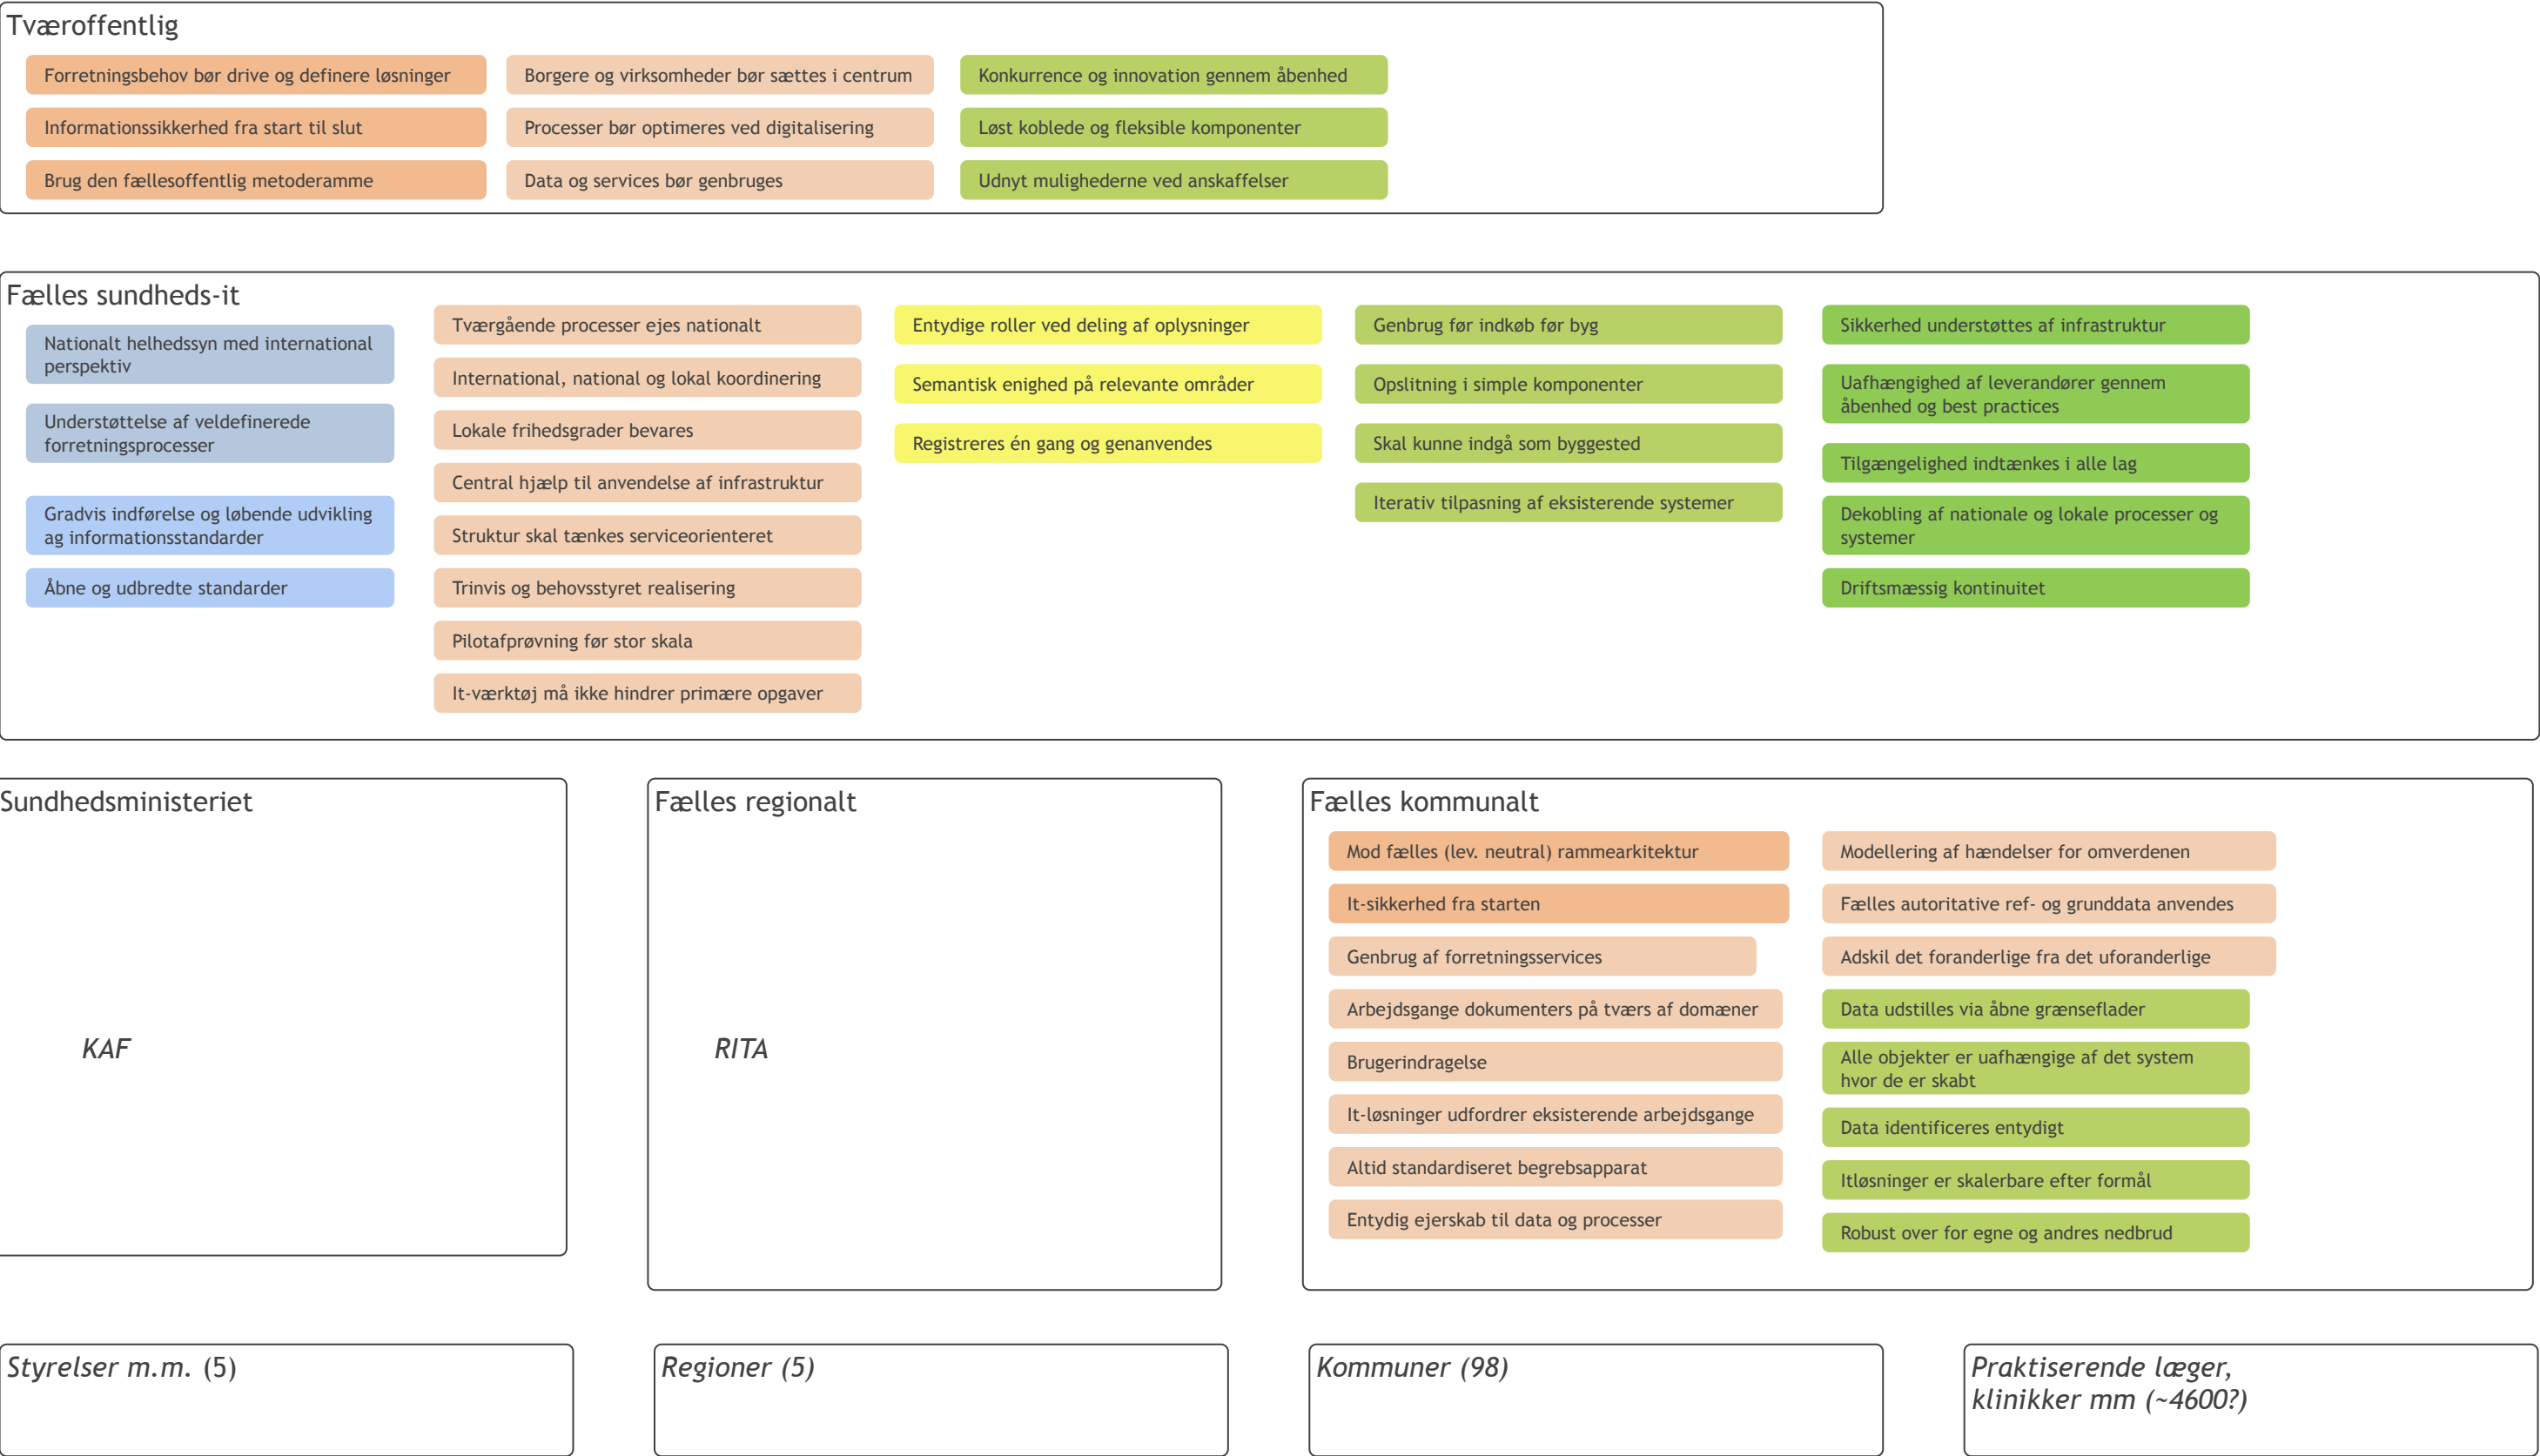 Tværoffentlig
Forretningsbehov bør drive og definere løsninger
Informationssikkerhed fra start til slut
Brug den fællesoffentlig metoderamme
Borgere og virksomheder bør sættes i centrum
Processer bør optimeres ved digitalisering
Data og services bør genbruges
Konkurrence og innovation gennem åbenhed
Løst koblede og fleksible komponenter
Udnyt mulighederne ved anskaffelser
Fælles sundheds-it
Nationalt helhedssyn med international
perspektiv
Understøttelse af veldefinerede
forretningsprocesser
Gradvis indførelse og løbende udvikling
ag informationsstandarder
Åbne og udbredte standarder
Tværgående processer ejes nationalt
International, national og lokal koordinering
Lokale frihedsgrader bevares
Central hjælp til anvendelse af infrastruktur
Struktur skal tænkes serviceorienteret
Trinvis og behovsstyret realisering
Pilotafprøvning før stor skala
It-værktøj må ikke hindrer primære opgaver
Entydige roller ved deling af oplysninger
Semantisk enighed på relevante områder
Registreres én gang og genanvendes
Genbrug før indkøb før byg
Opslitning i simple komponenter
Skal kunne indgå som byggested
Iterativ tilpasning af eksisterende systemer
Sikkerhed understøttes af infrastruktur
Uafhængighed af leverandører gennem
åbenhed og best practices
Tilgængelighed indtænkes i alle lag
Dekobling af nationale og lokale processer og
systemer
Driftsmæssig kontinuitet
Sundhedsministeriet
KAF
Fælles regionalt
RITA
Fælles kommunalt
Mod fælles (lev. neutral) rammearkitektur
It-sikkerhed fra starten
Genbrug af forretningsservices
Arbejdsgange dokumenters på tværs af domæner
Brugerindragelse
It-løsninger udfordrer eksisterende arbejdsgange
Altid standardiseret begrebsapparat
Entydig ejerskab til data og processer
Modellering af hændelser for omverdenen
Fælles autoritative ref- og grunddata anvendes
Adskil det foranderlige fra det uforanderlige
Data udstilles via åbne grænseflader
Alle objekter er uafhængige af det system
hvor de er skabt
Data identificeres entydigt
Itløsninger er skalerbare efter formål
Robust over for egne og andres nedbrud
Styrelser m.m. (5)
Regioner (5)
Kommuner (98)
Praktiserende læger,
klinikker mm (~4600?)